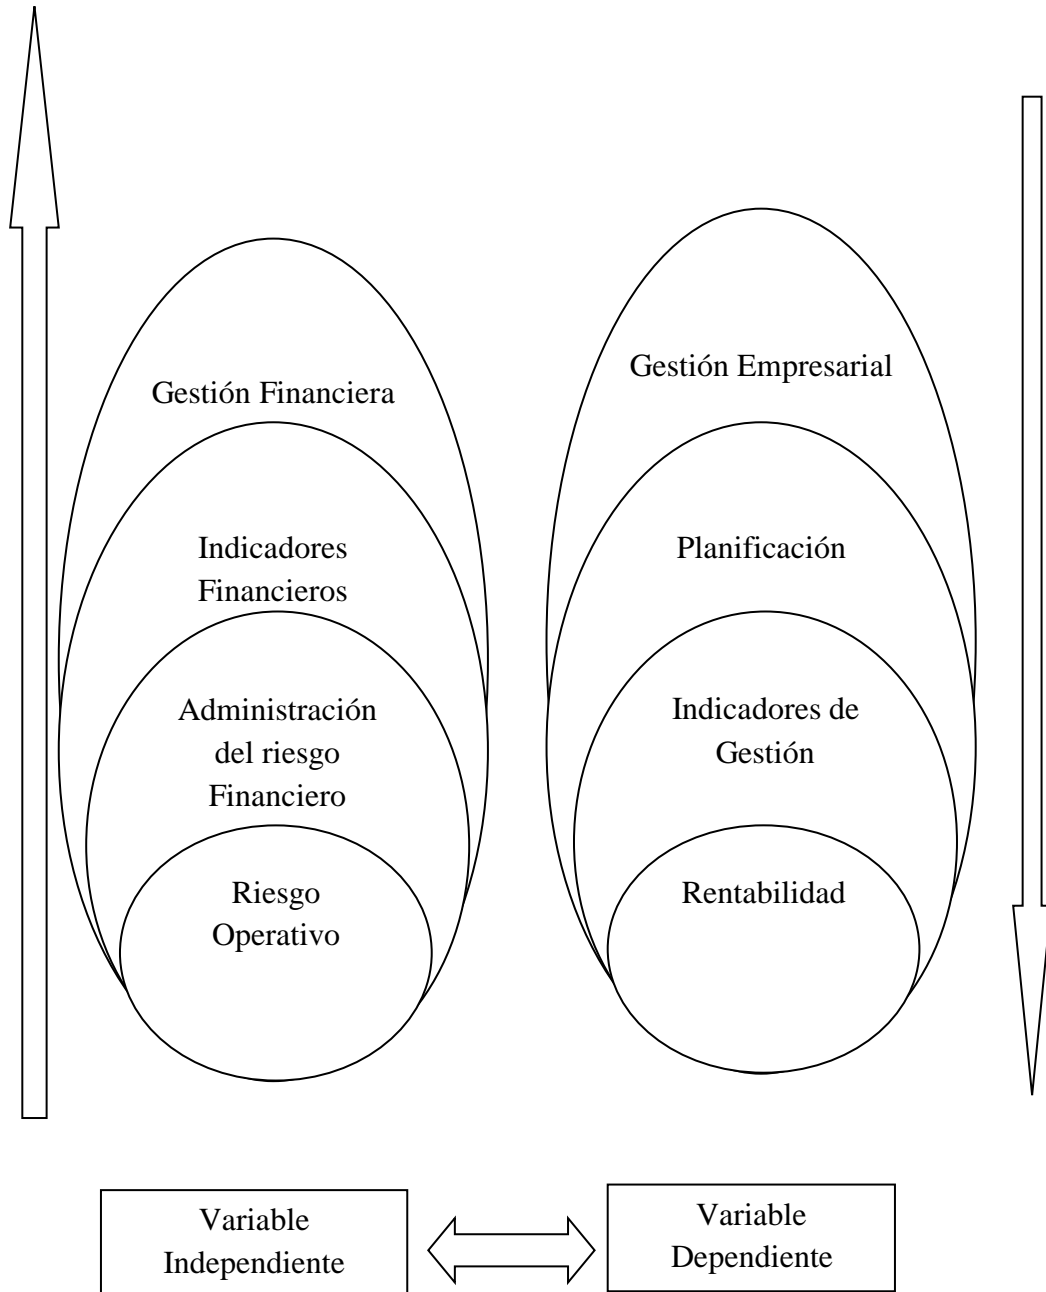 Gestión Financiera
Indicadores
Financieros
Administración
del riesgo
Financiero
Riesgo
Operativo
Gestión Empresarial
Planificación
Indicadores de
Gestión
Rentabilidad
Variable
Independiente
Variable
Dependiente